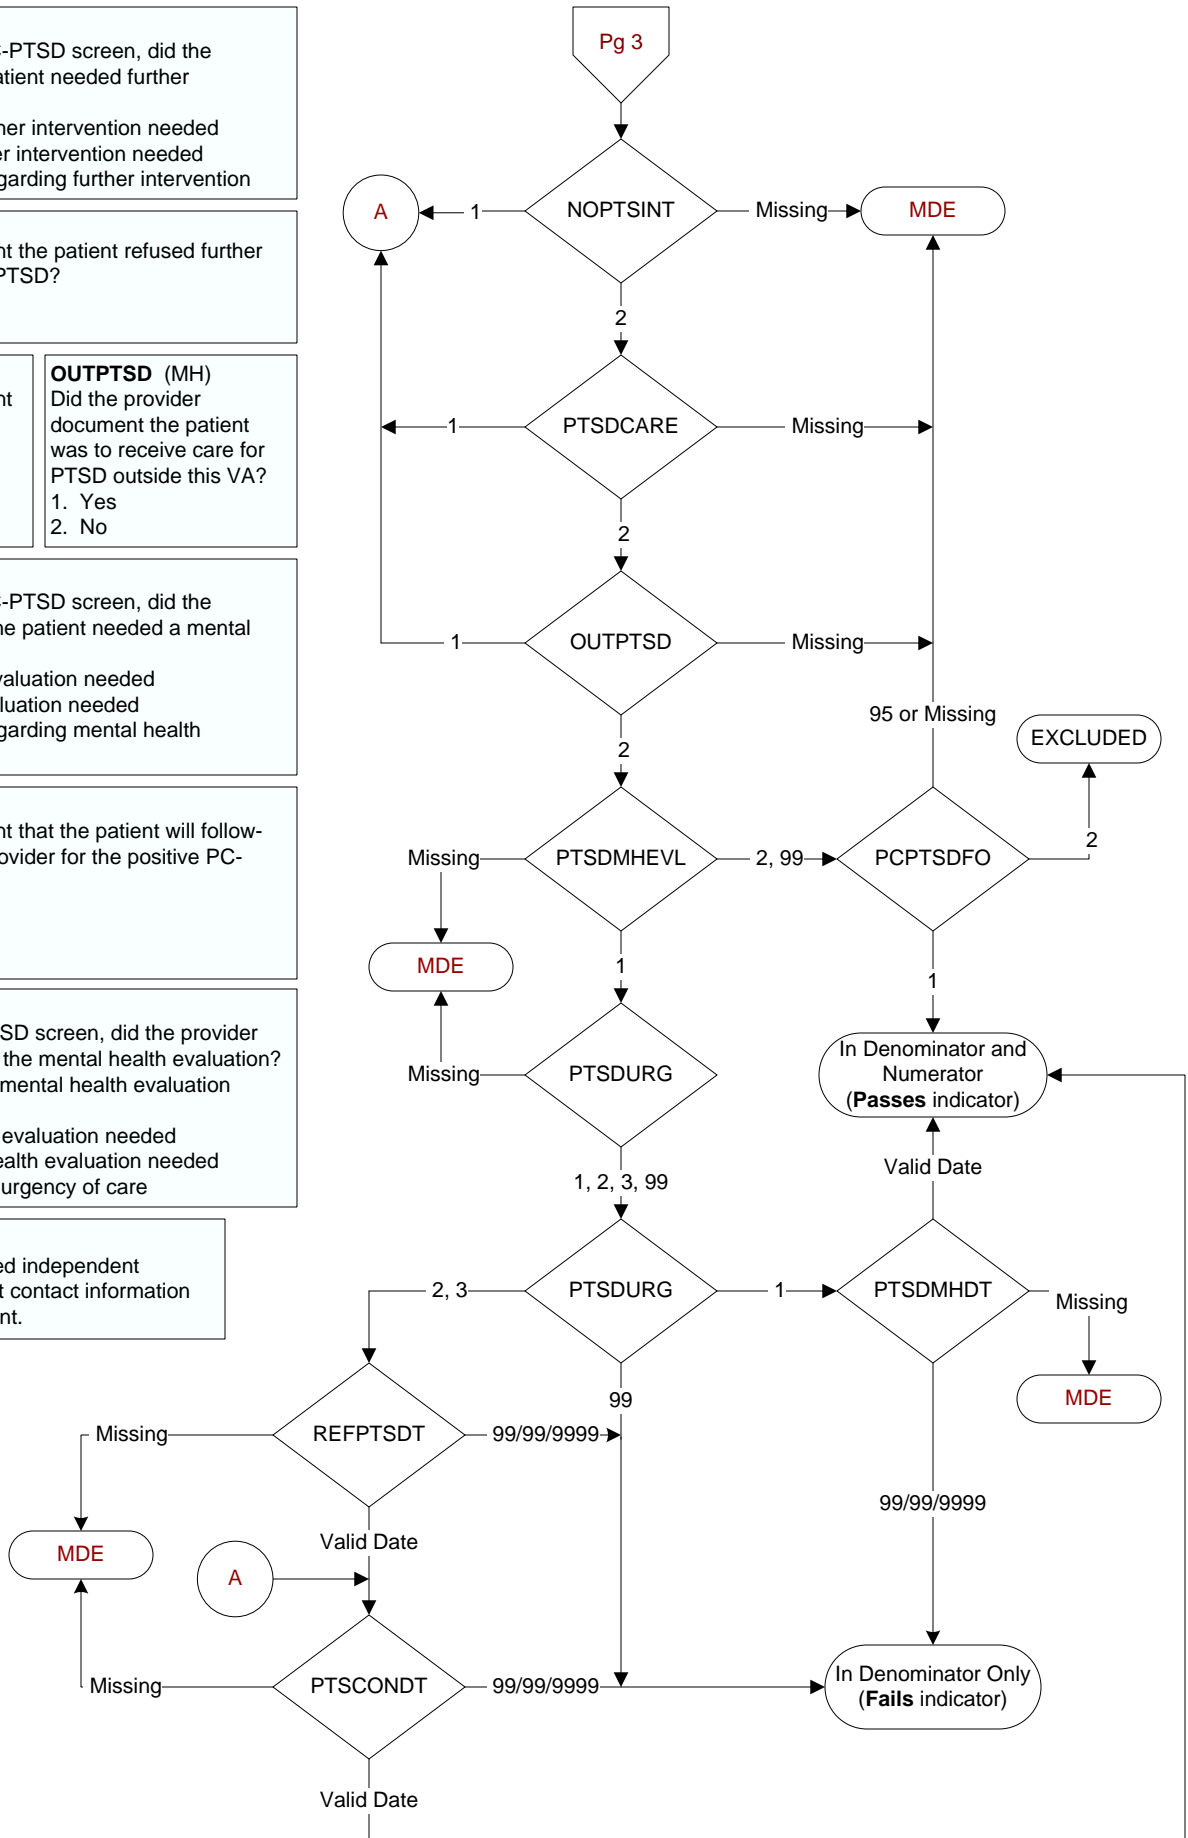 C-PTSD screen, did the
atient needed further
her intervention needed
er intervention needed
garding further intervention
nt the patient refused further
PTSD?
nt
OUTPTSD (MH)
Did the provider
document the patient
was to receive care for
PTSD outside this VA?
1. Yes
2. No
C-PTSD screen, did the
he patient needed a mental
valuation needed
luation needed
garding mental health
nt that the patient will follow-
ovider for the positive PC-
SD screen, did the provider
the mental health evaluation?
mental health evaluation
evaluation needed
ealth evaluation needed
urgency of care
ed independent
t contact information
nt.
Pg 3
A
1
NOPTSINT
Missing
MDE
2
1
PTSDCARE
Missing
2
1
OUTPTSD
Missing
95 or Missing
EXCLUDED
2
2
Missing
PTSDMHEVL
2, 99
PCPTSDFO
MDE
1
1
Missing
PTSDURG
In Denominator and
Numerator
(Passes indicator)
Valid Date
1, 2, 3, 99
2, 3
PTSDURG
1
PTSDMHDT
Missing
MDE
99
Missing
REFPTSDT
99/99/9999
99/99/9999
MDE
Valid Date
A
Missing
PTSCONDT
99/99/9999
In Denominator Only
(Fails indicator)
Valid Date